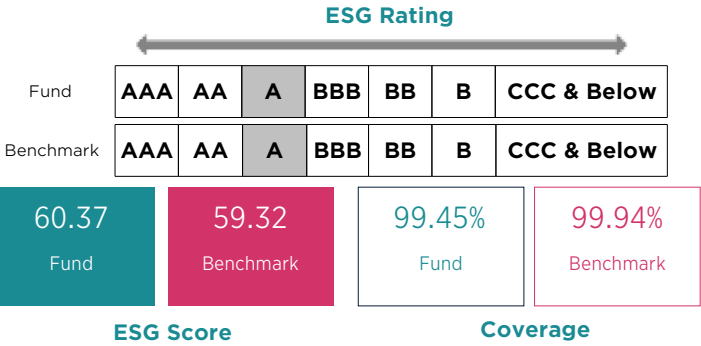 ESG Rating
Fund AAA AA A BBB BB B CCC & Below
Benchmark AAA AA A BBB BB B CCC & Below
60.37 59.32 99.45% 99.94%
Fund Benchmark Fund Benchmark
ESG Score Coverage